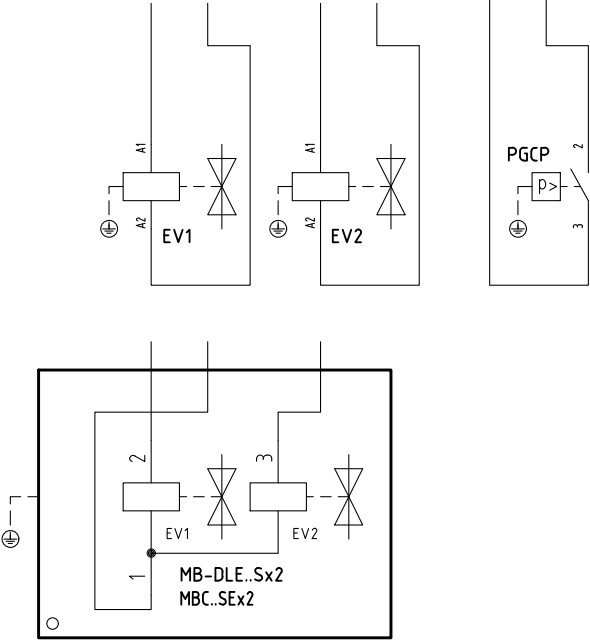 A1
A1
2
PGCP
p>
A2
EV1
A2
EV2
3
2
3
EV1
EV2
1
MB-DLE..Sx2
MBC..SEx2